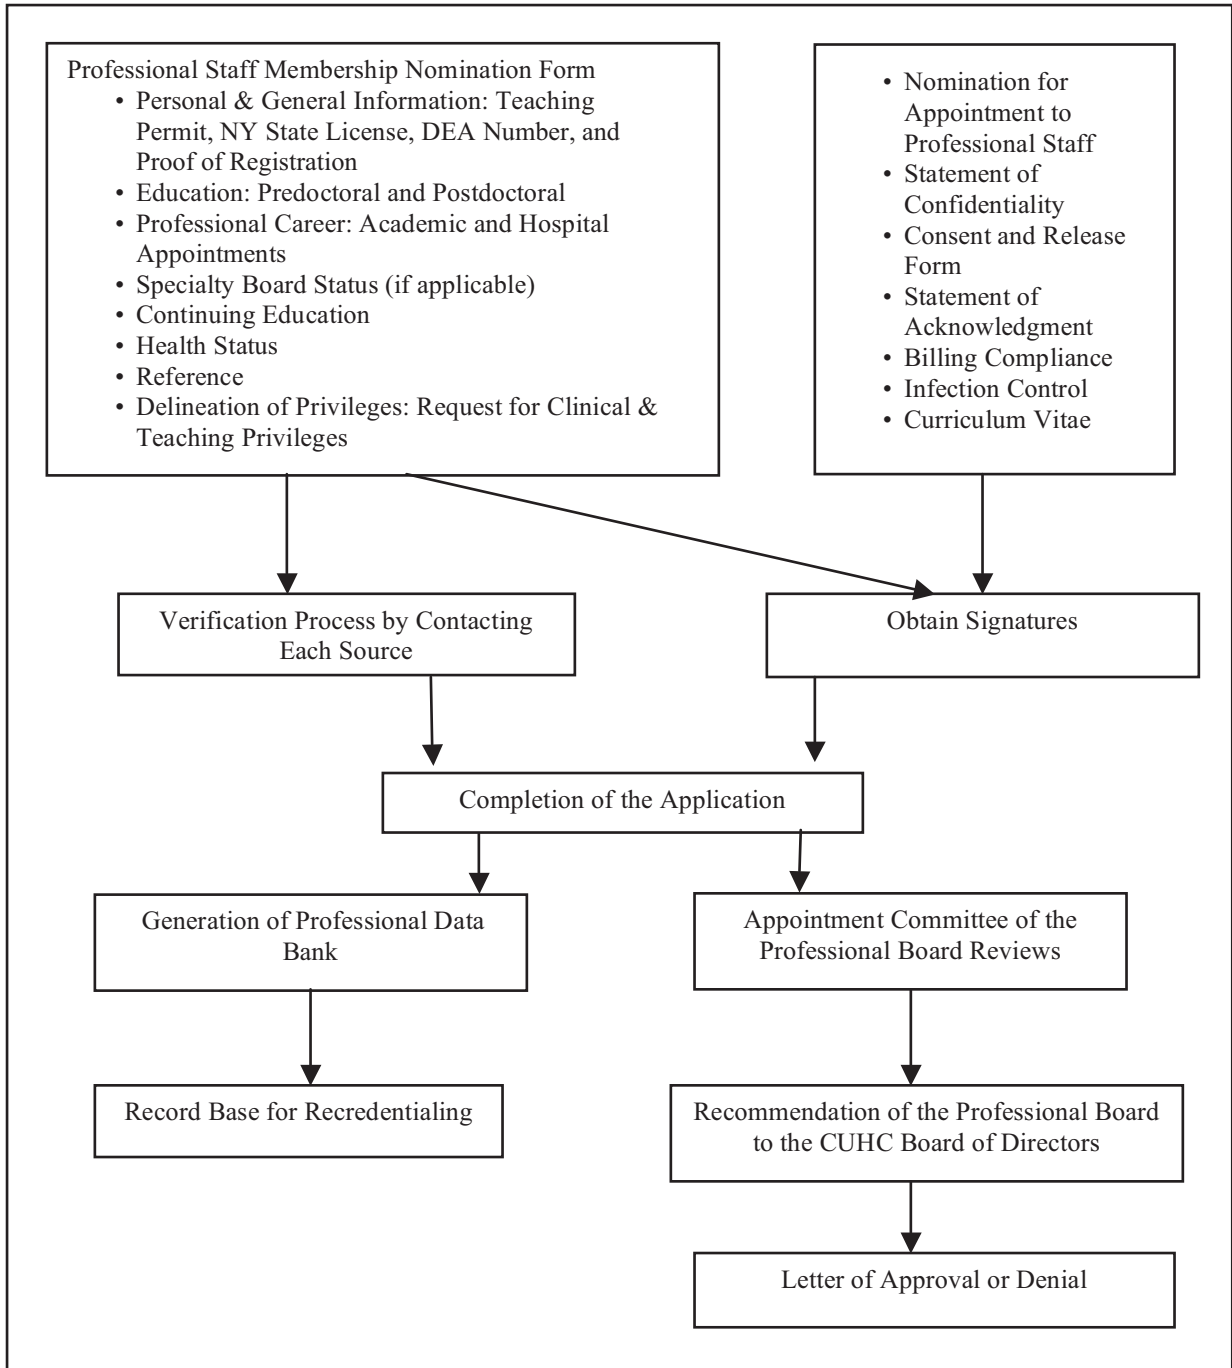 Professional Staff Membership Nomination Form
• Personal & General Information: Teaching
Permit, NY State License, DEA Number, and
Proof of Registration
• Education: Predoctoral and Postdoctoral
• Professional Career: Academic and Hospital
Appointments
• Specialty Board Status (if applicable)
• Continuing Education
• Health Status
• Reference
• Delineation of Privileges: Request for Clinical &
Teaching Privileges
• Nomination for
Appointment to
Professional Staff
• Statement of
Confidentiality
• Consent and Release
Form
• Statement of
Acknowledgment
• Billing Compliance
• Infection Control
• Curriculum Vitae
Verification Process by Contacting
Each Source
Obtain Signatures
Completion of the Application
Generation of Professional Data
Bank
Appointment Committee of the
Professional Board Reviews
Record Base for Recredentialing
Recommendation of the Professional Board
to the CUHC Board of Directors
Letter of Approval or Denial